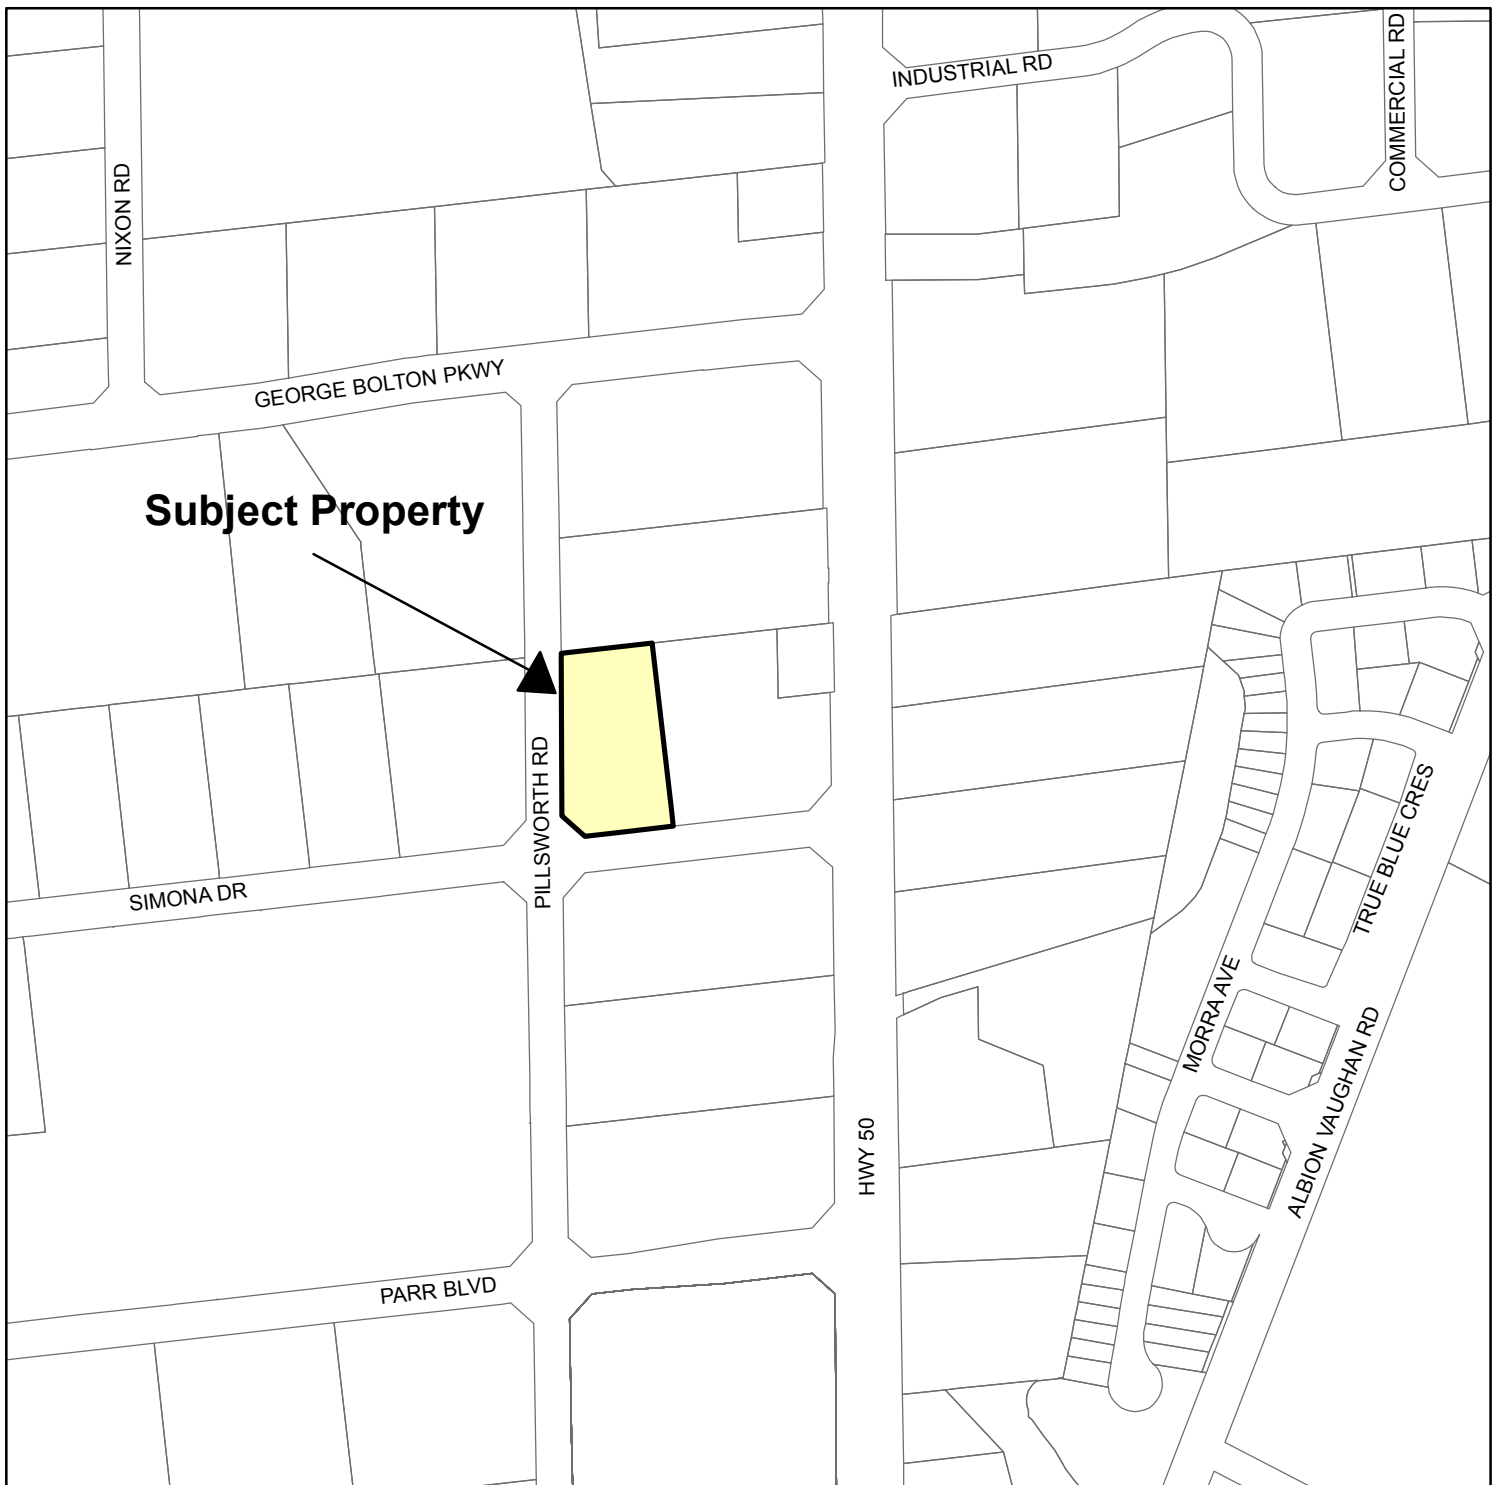 INDUSTRIAL RD
COMMERCIAL RD
NIXON RD
GEORGE BOLTON PKWY
Subject Property
PILLSWORTH RD
SIMONA DR
TRUE BLUE CRES
MORRA AVE
ALBION VAUGHAN RD
HWY 50
PARR BLVD